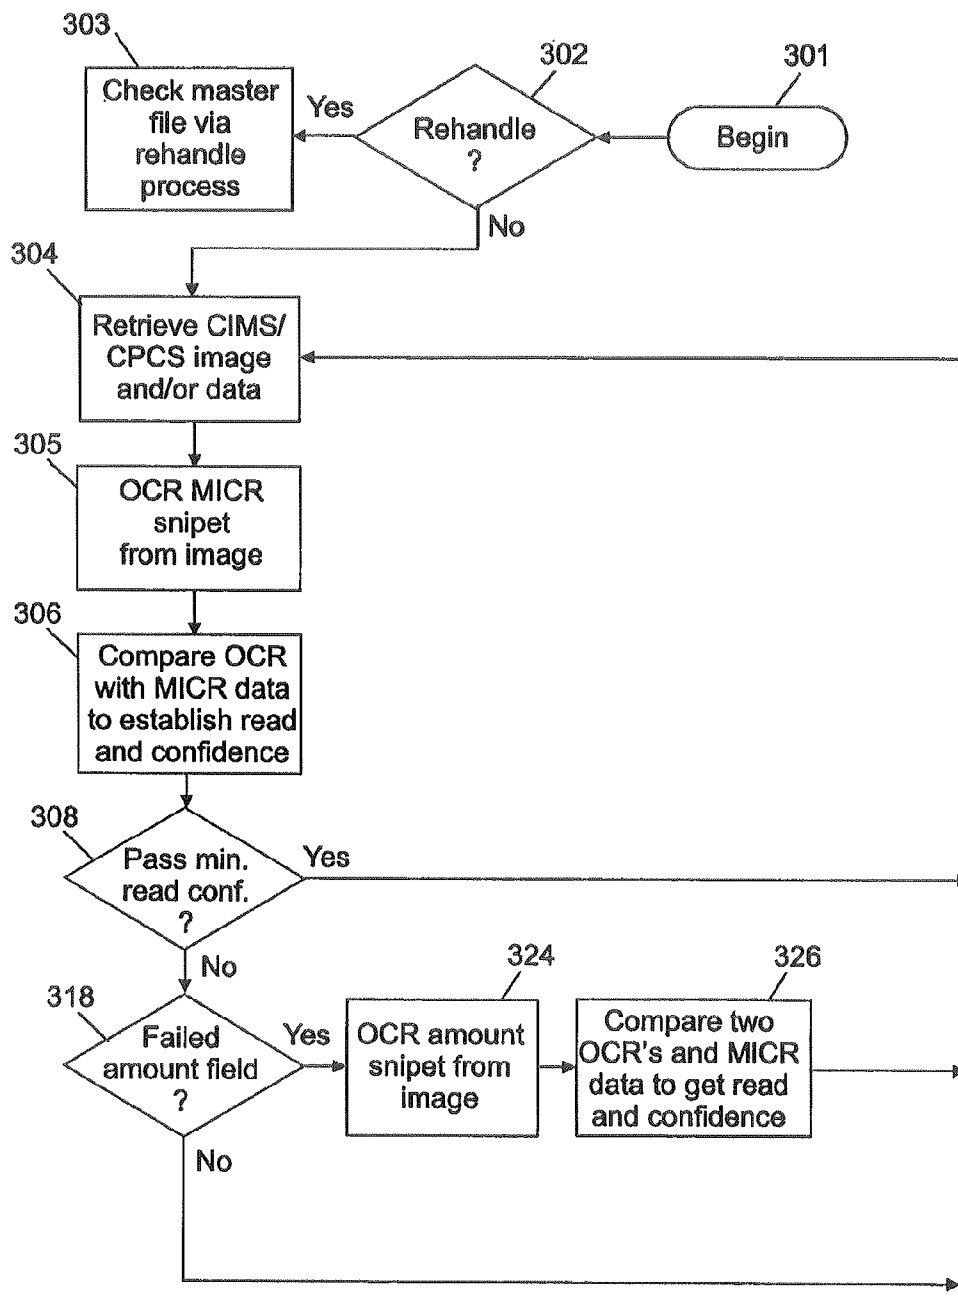 303
302
301
Check master
file via
rehandle
process
Yes
Rehandle
?
Begin
No
304
Retrieve CIMS/
CPCS image
and/or data
305
OCR MICR
snipet
from image
306
Compare OCR
with MICR data
to establish read
and confidence
308
Pass min.
read conf.
?
Yes
No
318
Failed
amount field
?
Yes
324
OCR amount
snipet from
image
326
Compare two
OCR's and MICR
data to get read
and confidence
No